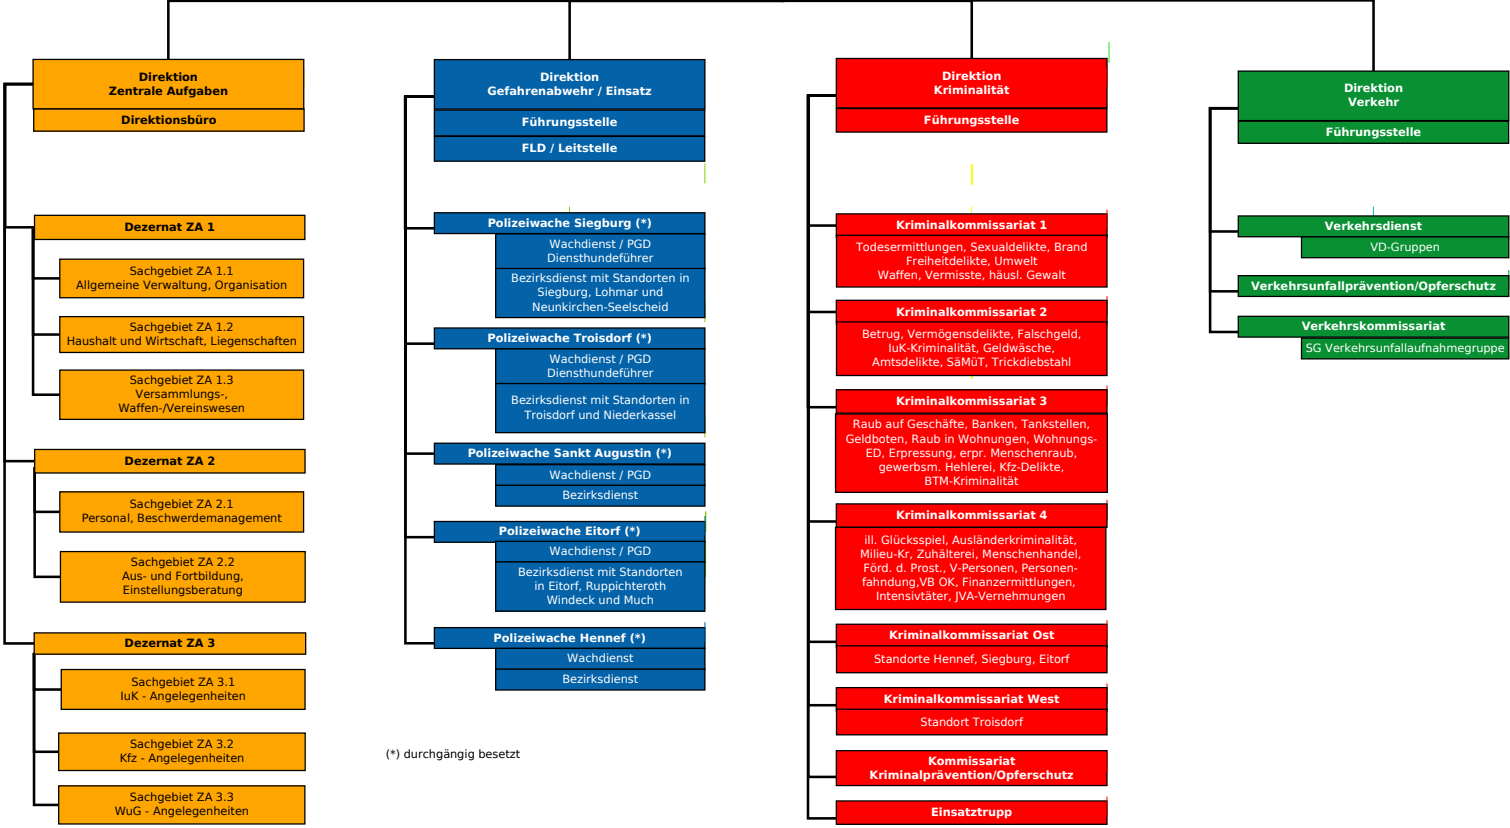 Direktion
Zentrale Aufgaben
Direktionsbüro
Dezernat ZA 1
Sachgebiet ZA 1.1
Allgemeine Verwaltung, Organisation
Sachgebiet ZA 1.2
Haushalt und Wirtschaft, Liegenschaften
Sachgebiet ZA 1.3
Versammlungs-,
Waffen-/Vereinswesen
Dezernat ZA 2
Sachgebiet ZA 2.1
Personal, Beschwerdemanagement
Sachgebiet ZA 2.2
Aus- und Fortbildung,
Einstellungsberatung
Dezernat ZA 3
Sachgebiet ZA 3.1
IuK - Angelegenheiten
Sachgebiet ZA 3.2
Kfz - Angelegenheiten
Sachgebiet ZA 3.3
WuG - Angelegenheiten
Direktion
Gefahrenabwehr / Einsatz
Führungsstelle
FLD / Leitstelle
Polizeiwache Siegburg (*)
Wachdienst / PGD
Diensthundeführer
Bezirksdienst mit Standorten in
Siegburg, Lohmar und
Neunkirchen-Seelscheid
Polizeiwache Troisdorf (*)
Wachdienst / PGD
Diensthundeführer
Bezirksdienst mit Standorten in
Troisdorf und Niederkassel
Polizeiwache Sankt Augustin (*)
Wachdienst / PGD
Bezirksdienst
Polizeiwache Eitorf (*)
Wachdienst / PGD
Bezirksdienst mit Standorten
in Eitorf, Ruppichteroth
Windeck und Much
Polizeiwache Hennef (*)
Wachdienst
Bezirksdienst
(*) durchgängig besetzt
Direktion
Kriminalität
Führungsstelle
Kriminalkommissariat 1
Todesermittlungen, Sexualdelikte, Brand
Freiheitdelikte, Umwelt
Waffen, Vermisste, häusl. Gewalt
Kriminalkommissariat 2
Betrug, Vermögensdelikte, Falschgeld,
IuK-Kriminalität, Geldwäsche,
Amtsdelikte, SäMüT, Trickdiebstahl
Kriminalkommissariat 3
Raub auf Geschäfte, Banken, Tankstellen,
Geldboten, Raub in Wohnungen, Wohnungs-
ED, Erpressung, erpr. Menschenraub,
gewerbsm. Hehlerei, Kfz-Delikte,
BTM-Kriminalität
Kriminalkommissariat 4
ill. Glücksspiel, Ausländerkriminalität,
Milieu-Kr, Zuhälterei, Menschenhandel,
Förd. d. Prost., V-Personen, Personen-
fahndung,VB OK, Finanzermittlungen,
Intensivtäter, JVA-Vernehmungen
Kriminalkommissariat Ost
Standorte Hennef, Siegburg, Eitorf
Kriminalkommissariat West
Standort Troisdorf
Kommissariat
Kriminalprävention/Opferschutz
Einsatztrupp
Direktion
Verkehr
Führungsstelle
Verkehrsdienst
VD-Gruppen
Verkehrsunfallprävention/Opferschutz
Verkehrskommissariat
SG Verkehrsunfallaufnahmegruppe